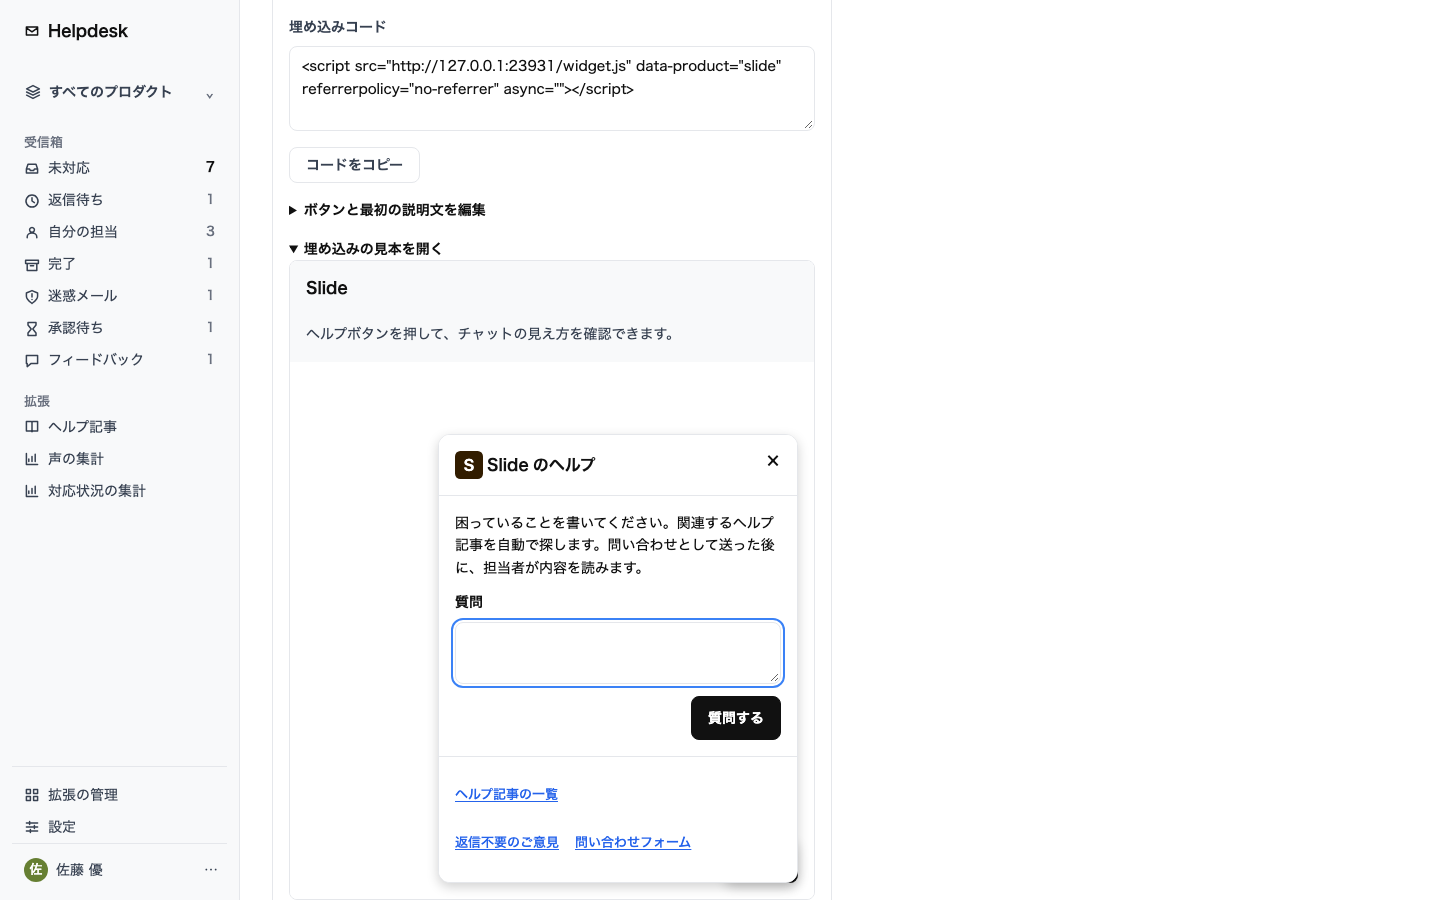 Helpdesk
すべてのプロダクト
受信箱
未対応 7
返信待ち 1
自分の担当 3
完了 1
迷惑メール 1
承認待ち 1
フィードバック 1
拡張
ヘルプ記事
声の集計
対応状況の集計
拡張の管理
設定
佐 佐藤 優 …
埋め込みコード
<script src="http://127.0.0.1:23931/widget.js" data-product="slide"
referrerpolicy="no-referrer" async=""></script>
コードをコピー
ボタンと最初の説明文を編集
埋め込みの見本を開く
Slide
ヘルプボタンを押して、チャットの見え方を確認できます。
S Slide のヘルプ
困っていることを書いてください。関連するヘルプ
記事を自動で探します。問い合わせとして送った後
に、担当者が内容を読みます。
質問
質問する
ヘルプ記事の一覧
返信不要のご意見 問い合わせフォーム